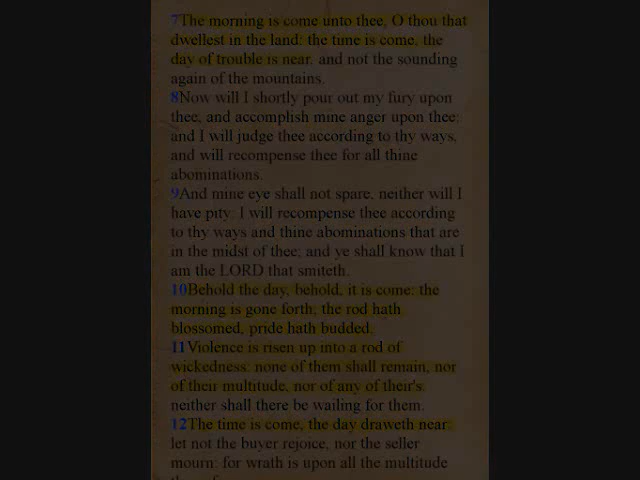 7The morning is come unto thee, O thou that
dwellest in the land: the time is come, the
day of trouble is near, and not the sounding
again of the mountains.
8Now will I shortly pour out my fury upon
thee, and accomplish mine anger upon thee:
and I will judge thee according to thy ways,
and will recompense thee for all thine
abominations.
9And mine eye shall not spare, neither will I
have pity: I will recompense thee according
to thy ways and thine abominations that are
in the midst of thee; and ye shall know that I
am the LORD that smiteth.
10Behold the day, behold, it is come: the
morning is gone forth; the rod hath
blossomed, pride hath budded.
11Violence is risen up into a rod of
wickedness: none of them shall remain, nor
of their multitude, nor of any of their's:
neither shall there be wailing for them.
12The time is come, the day draweth near:
let not the buyer rejoice, nor the seller
mourn: for wrath is upon all the multitude